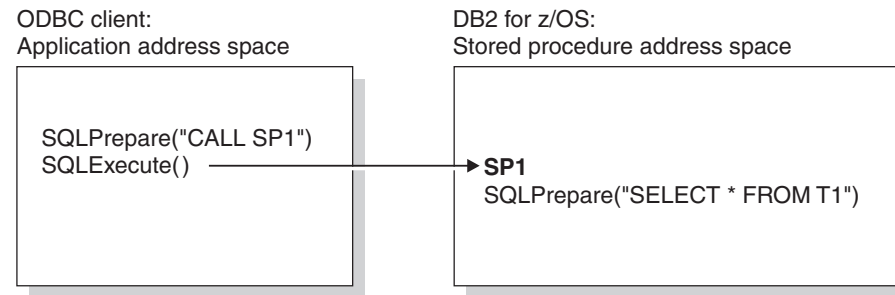 ODBC client:
Application address space
DB2 for z/OS:
Stored procedure address space
SQLPrepare("CALL SP1")
SQLExecute()
SP1
SQLPrepare("SELECT * FROM T1")